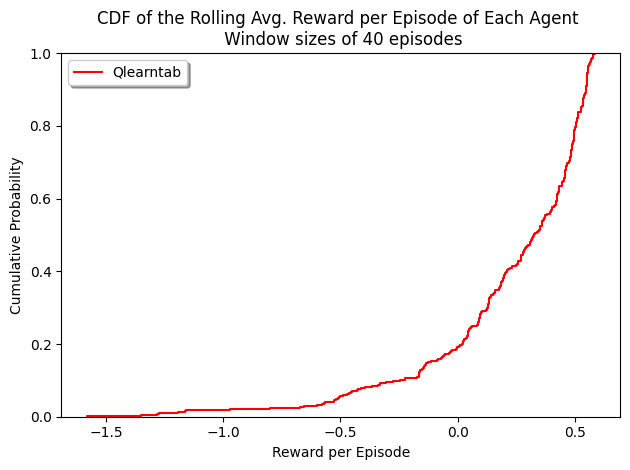 CDF of the Rolling Avg. Reward per Episode of Each Agent
Window sizes of 40 episodes
Qlearntab
Cumulative Probability
1.0
0.8
0.6
0.4
0.2
0.0
−1.5
−1.0
−0.5
0.0
0.5
Reward per Episode